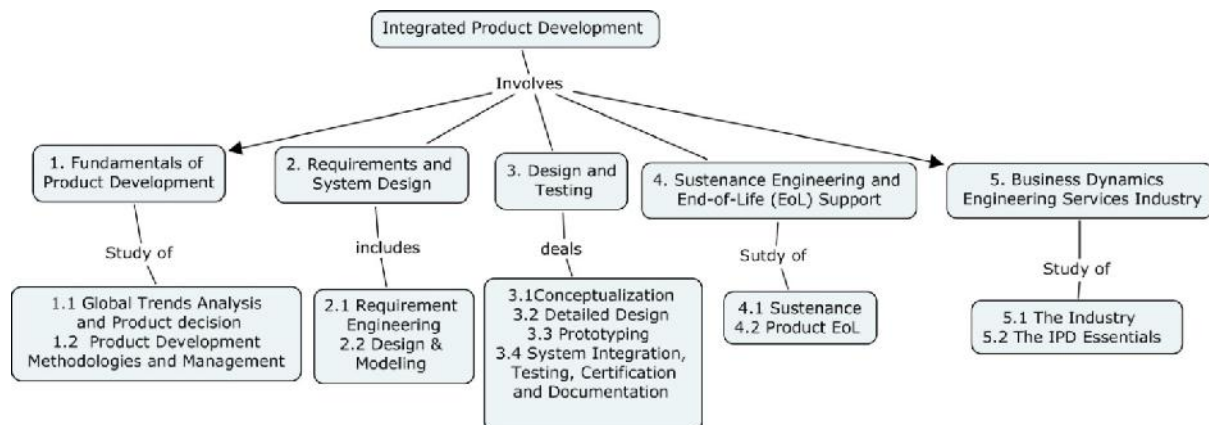 Integrated Product Development
Involves
1. Fundamentals of
Product Development
2. Requirements and
System Design
3. Design and
Testing
4. Sustenance Engineering and
End-of-Life (EoL) Support
5. Business Dynamics
Engineering Services Industry
Study of
includes
deals
Sutdy of
Study of
1.1 Global Trends Analysis
and Product decision
1.2 Product Development
Methodologies and Management
2.1 Requirement
Engineering
2.2 Design &
Modeling
3.1Conceptualization
3.2 Detailed Design
3.3 Prototyping
3.4 System Integration,
Testing, Certification
and Documentation
4.1 Sustenance
4.2 Product EoL
5.1 The Industry
5.2 The IPD Essentials